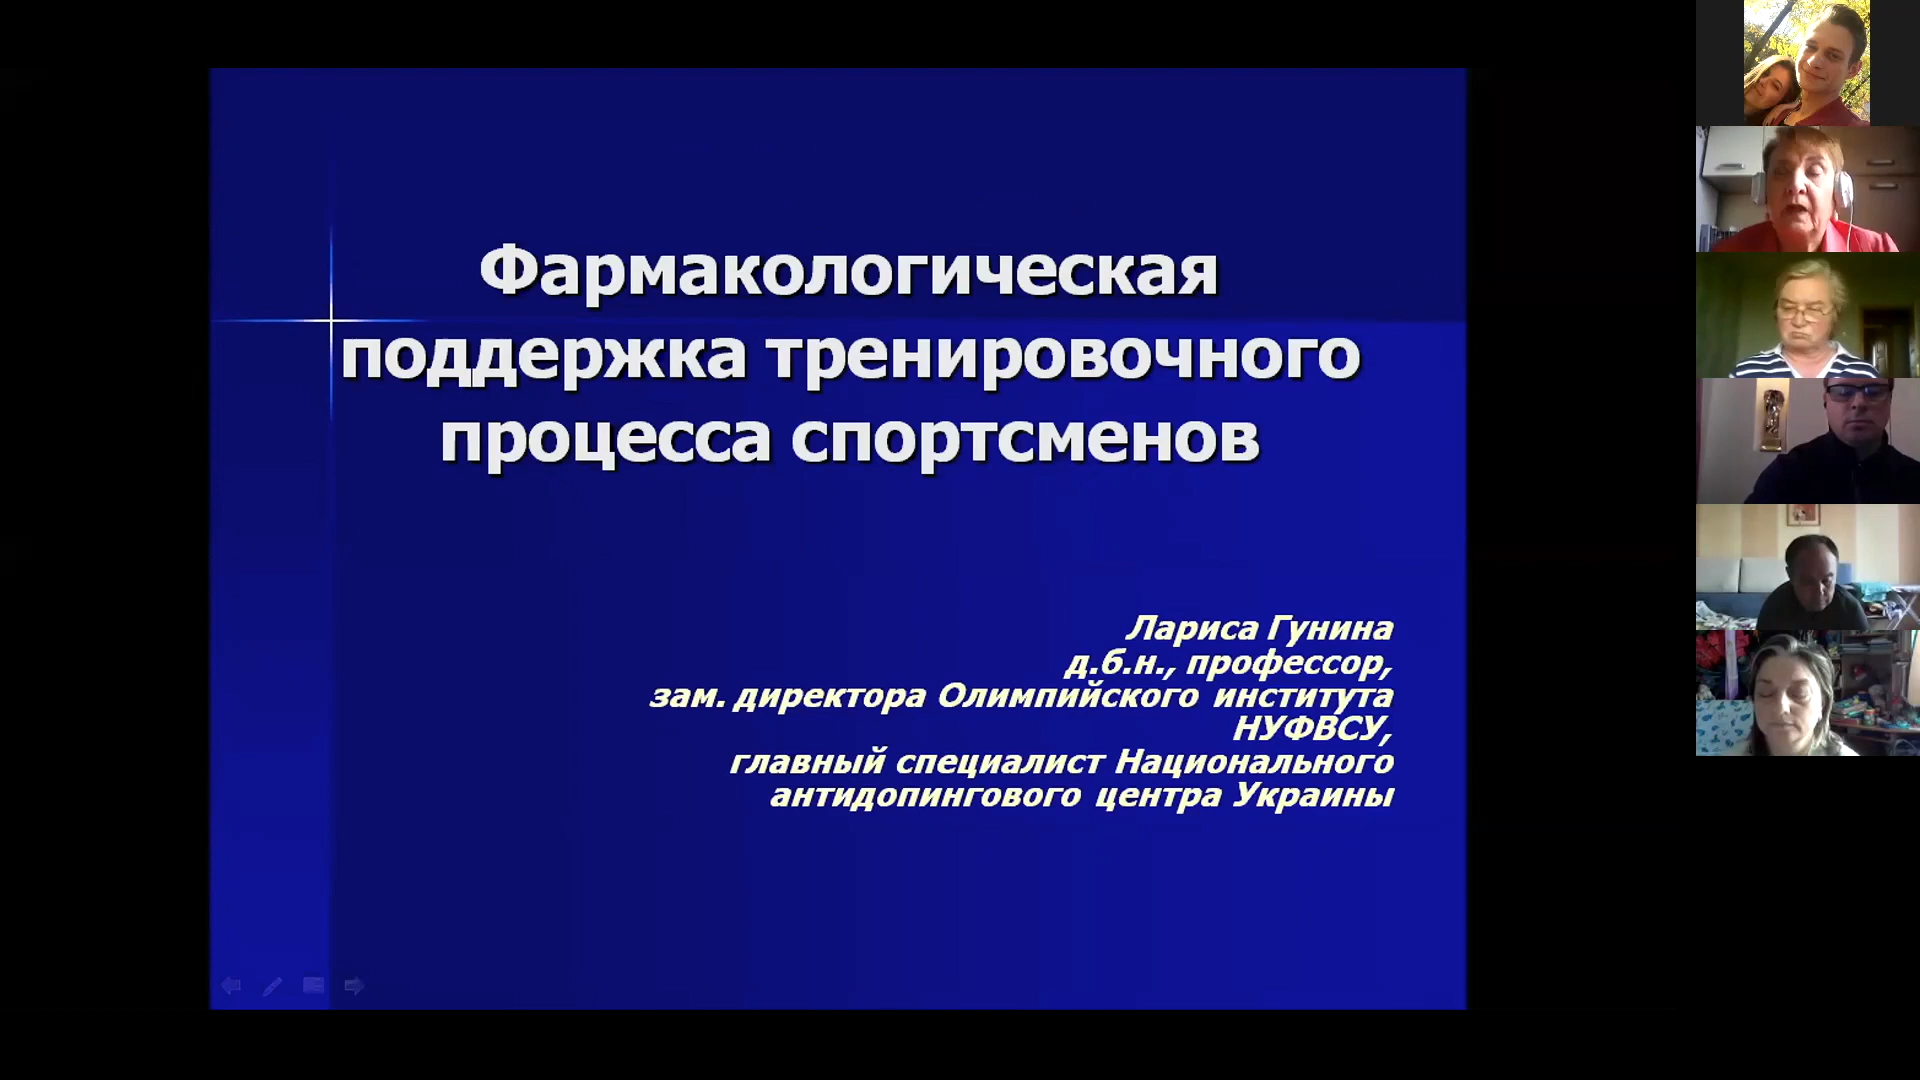 Фармакологическая
поддержка тренировочного
процесса спортсменов
Лариса Гунина
д.б.н., профессор,
зам. директора Олимпийского института
НУФВСУ,
главный специалист Национального
антидопингового центра Украины